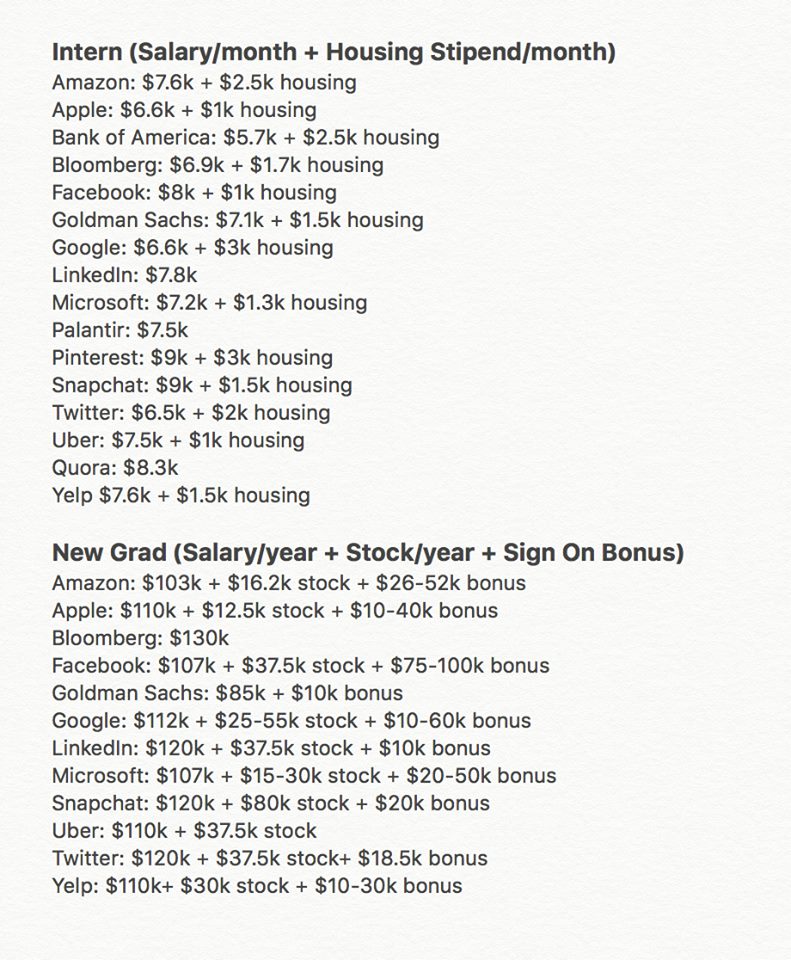 Intern (Salary/month + Housing Stipend/month)
Amazon: $7.6k + $2.5k housing
Apple: $6.6k + $1k housing
Bank of America: $5.7k + $2.5k housing
Bloomberg: $6.9k + $1.7k housing
Facebook: $8k + $1k housing
Goldman Sachs: $7.1k + $1.5k housing
Google: $6.6k + $3k housing
LinkedIn: $7.8k
Microsoft: $7.2k + $1.3k housing
Palantir: $7.5k
Pinterest: $9k + $3k housing
Snapchat: $9k + $1.5k housing
Twitter: $6.5k + $2k housing
Uber: $7.5k + $1k housing
Quora: $8.3k
Yelp $7.6k + $1.5k housing
New Grad (Salary/year + Stock/year + Sign On Bonus)
Amazon: $103k + $16.2k stock + $26-52k bonus
Apple: $110k + $12.5k stock + $10-40k bonus
Bloomberg: $130k
Facebook: $107k + $37.5k stock + $75-100k bonus
Goldman Sachs: $85k + $10k bonus
Google: $112k + $25-55k stock + $10-60k bonus
LinkedIn: $120k + $37.5k stock + $10k bonus
Microsoft: $107k + $15-30k stock + $20-50k bonus
Snapchat: $120k + $80k stock + $20k bonus
Uber: $110k + $37.5k stock
Twitter: $120k + $37.5k stock+ $18.5k bonus
Yelp: $110k+ $30k stock + $10-30k bonus